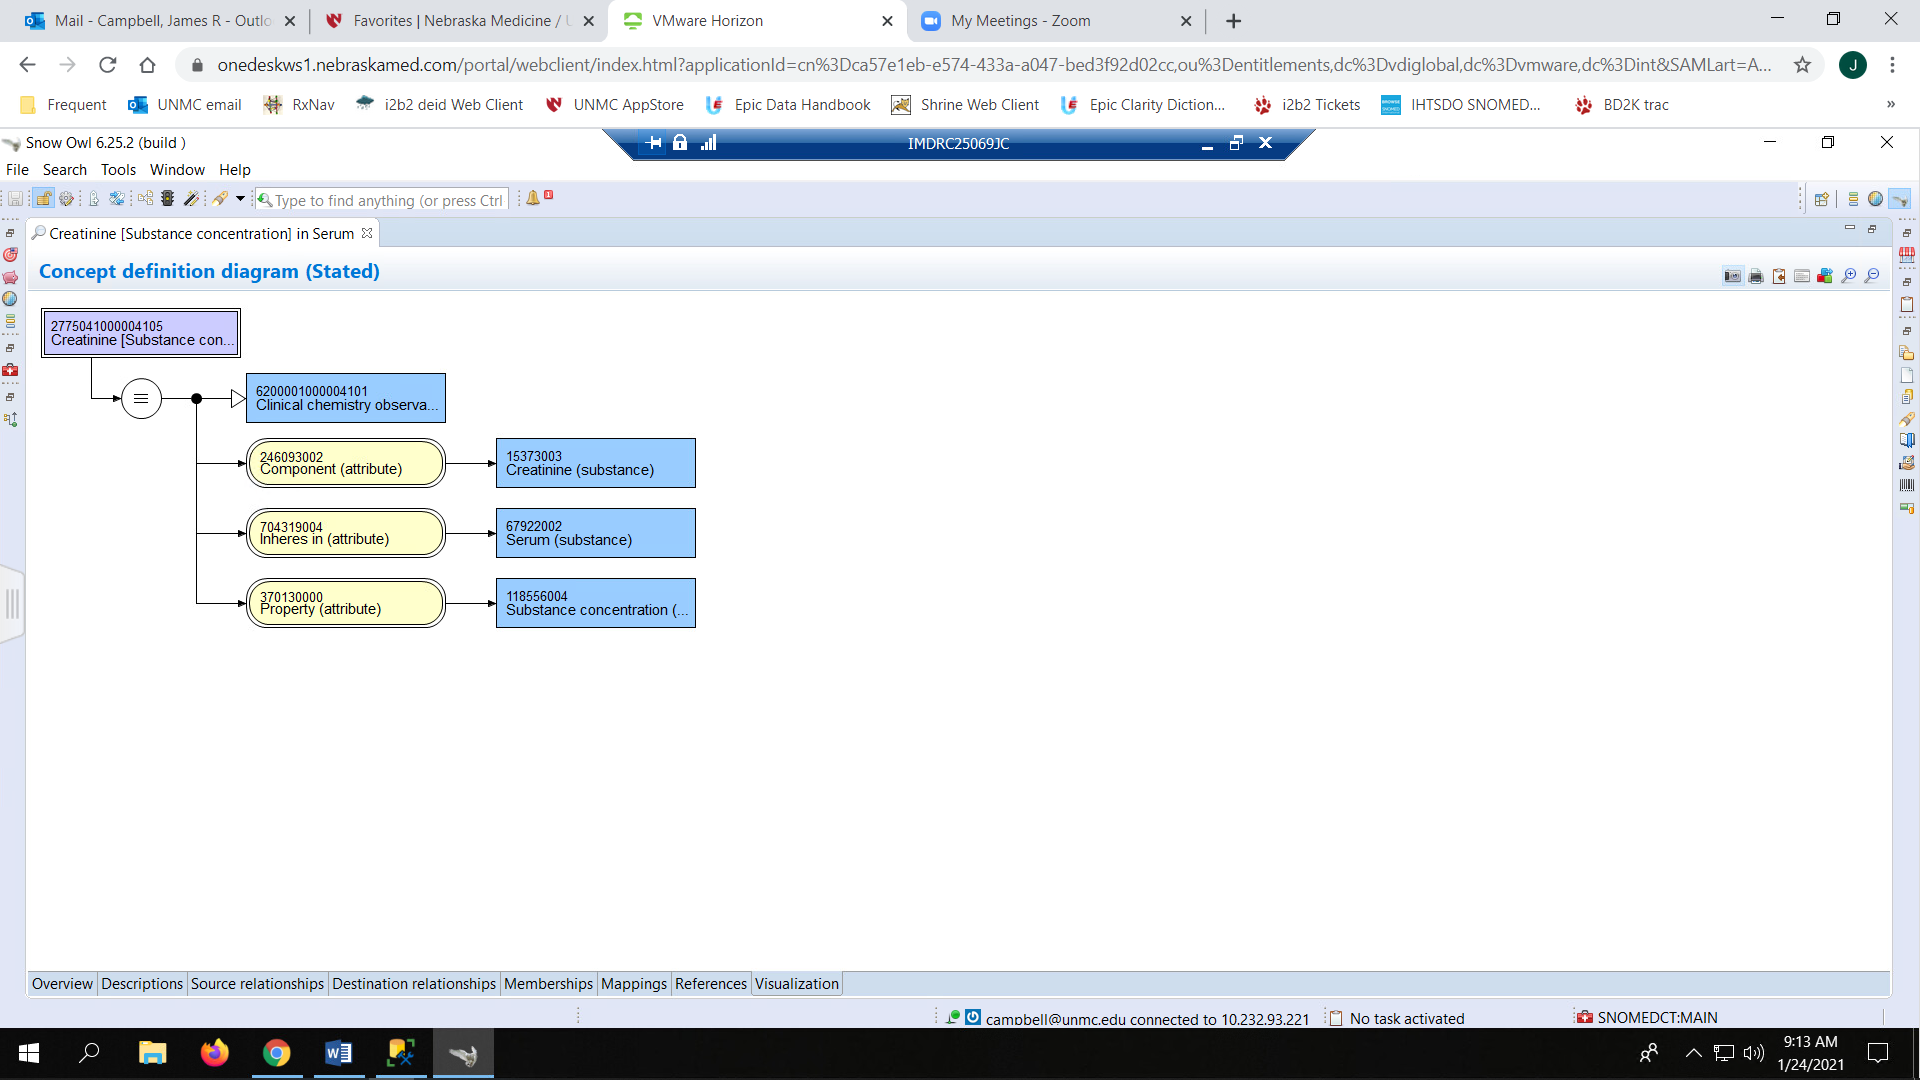 Mail - Campbell, James R - Outlo
Favorites | Nebraska Medicine / U
VMware Horizon
My Meetings - Zoom
onedeskws1.nebraskamed.com/portal/webclient/index.html?applicationId=cn%3Dca57e1eb-e574-433a-a047-bed3f92d02cc,ou%3Dentitlements,dc%3Dvdiglobal,dc%3Dvmware,dc%3Dint&SAMLart=A...
J
Frequent
UNMC email
RxNav
i2b2 deid Web Client
UNMC AppStore
Epic Data Handbook
Shrine Web Client
Epic Clarity Diction...
i2b2 Tickets
IHTSDO SNOMED...
BD2K trac
»
Snow Owl 6.25.2 (build )
IMDRC25069JC
File Search Tools Window Help
Type to find anything (or press Ctrl
Creatinine [Substance concentration] in Serum
Concept definition diagram (Stated)
2775041000004105
Creatinine [Substance con...
≡
6200001000004101
Clinical chemistry observa...
246093002
Component (attribute)
15373003
Creatinine (substance)
704319004
Inheres in (attribute)
67922002
Serum (substance)
370130000
Property (attribute)
118556004
Substance concentration (...
Overview Descriptions Source relationships Destination relationships Memberships Mappings References Visualization
campbell@unmc.edu connected to 10.232.93.221
No task activated
SNOMEDCT:MAIN
9:13 AM
1/24/2021